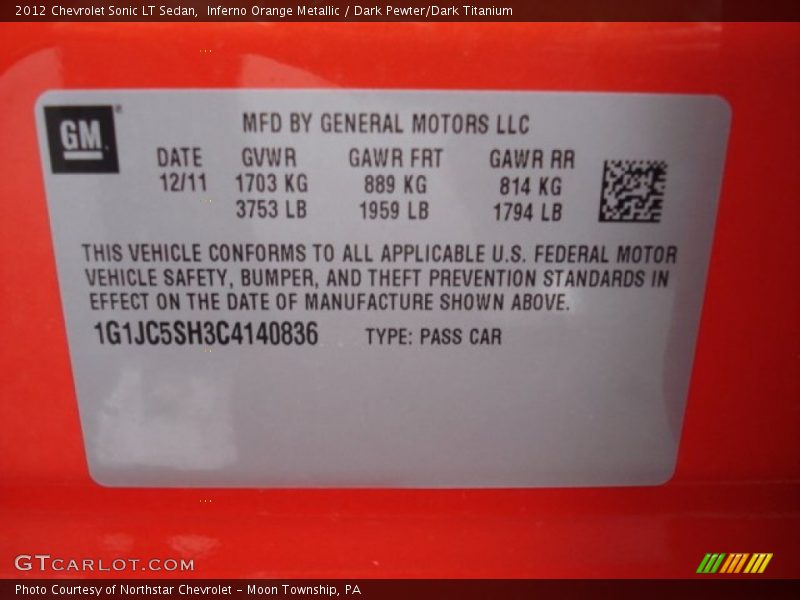 2012 Chevrolet Sonic LT Sedan,  Inferno Orange Metallic / Dark Pewter/Dark Titanium
GM
MFD BY GENERAL MOTORS LLC
DATE GVWR GAWR FRT GAWR RR
12/11 1703 KG 889 KG 814 KG
3753 LB 1959 LB 1794 LB
THIS VEHICLE CONFORMS TO ALL APPLICABLE U.S. FEDERAL MOTOR
VEHICLE SAFETY, BUMPER, AND THEFT PREVENTION STANDARDS IN
EFFECT ON THE DATE OF MANUFACTURE SHOWN ABOVE.
1G1JC5SH3C4140836 TYPE: PASS CAR
GTCARLOT.COM
Photo Courtesy of Northstar Chevrolet - Moon Township, PA